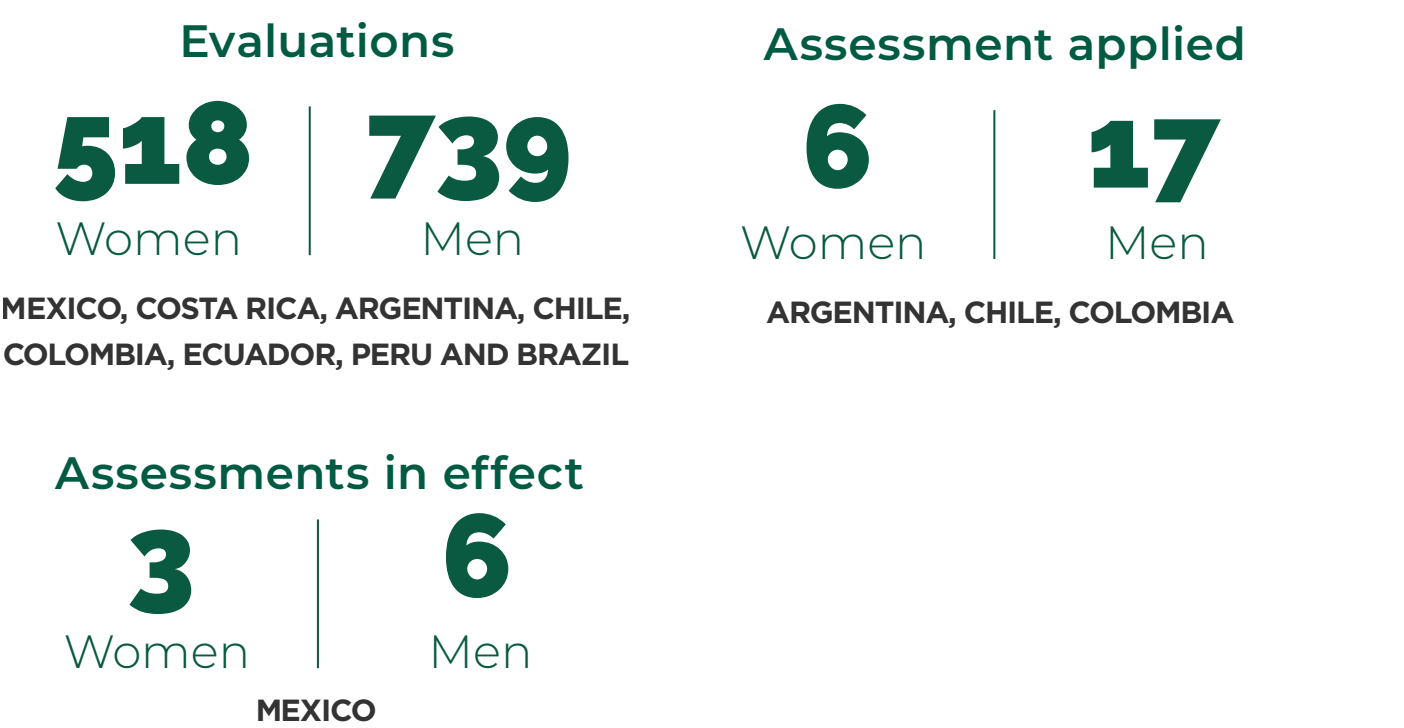 Evaluations
518
739
Women
Men
MEXICO, COSTA RICA, ARGENTINA, CHILE,
COLOMBIA, ECUADOR, PERU AND BRAZIL
Assessment applied
6
17
Women
Men
ARGENTINA, CHILE, COLOMBIA
Assessments in effect
3
6
Women
Men
MEXICO